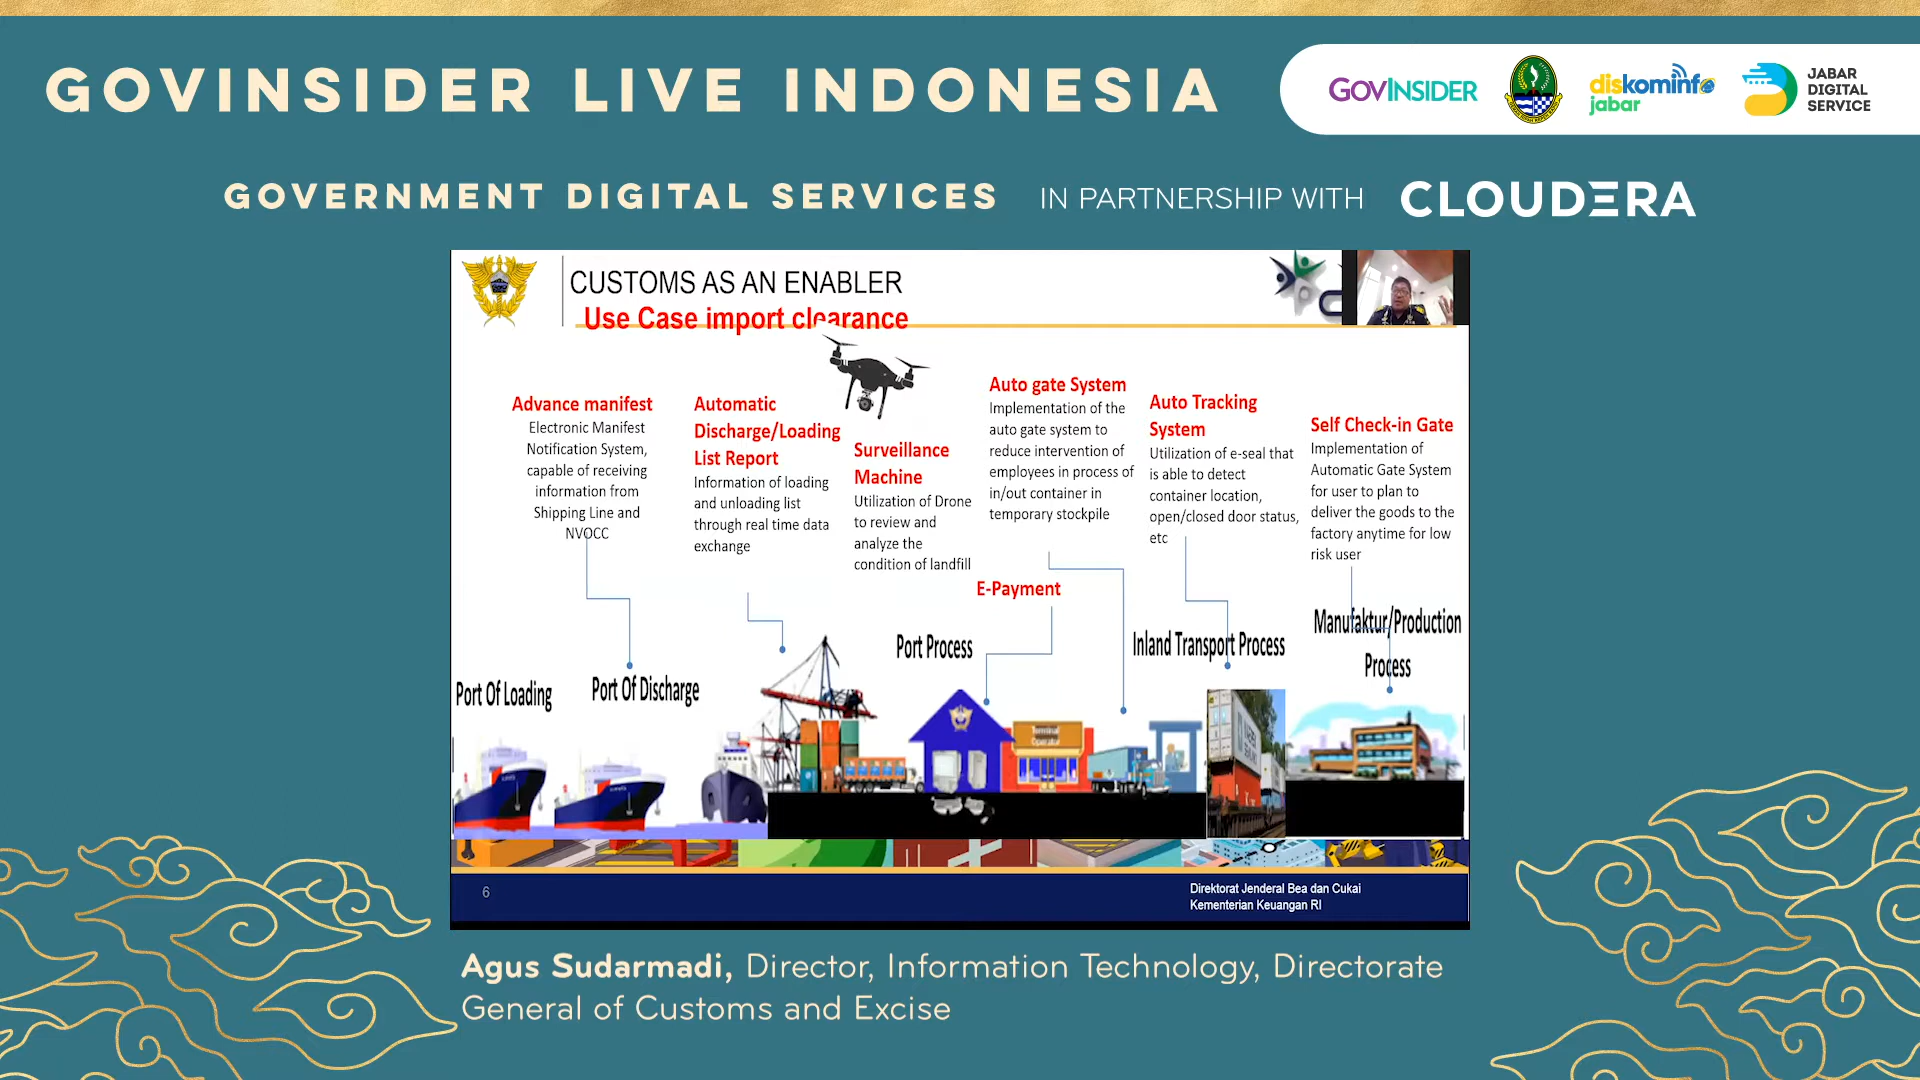 GOVINSIDER LIVE INDONESIA
GOVINSIDER
diskominfo
jabar
JABAR
DIGITAL
SERVICE
GOVERNMENT DIGITAL SERVICES IN PARTNERSHIP WITH CLOUDERA
CUSTOMS AS AN ENABLER
Use Case import clearance
Advance manifest
Electronic Manifest
Notification System,
capable of receiving
information from
Shipping Line and
NVOCC
Automatic
Discharge/Loading
List Report
Information of loading
and unloading list
through real time data
exchange
Surveillance
Machine
Utilization of Drone
to review and
analyze the
condition of landfill
Auto gate System
Implementation of the
auto gate system to
reduce intervention of
employees in process of
in/out container in
temporary stockpile
E-Payment
Auto Tracking
System
Utilization of e-seal that
is able to detect
container location,
open/closed door status,
etc
Self Check-in Gate
Implementation of
Automatic Gate System
for user to plan to
deliver the goods to the
factory anytime for low
risk user
Port Of Loading
Port Of Discharge
Port Process
Inland Transport Process
Manufaktur/Production
Process
Terminal
Operator
6
Direktorat Jenderal Bea dan Cukai
Kementerian Keuangan RI
Agus Sudarmadi, Director, Information Technology, Directorate
General of Customs and Excise